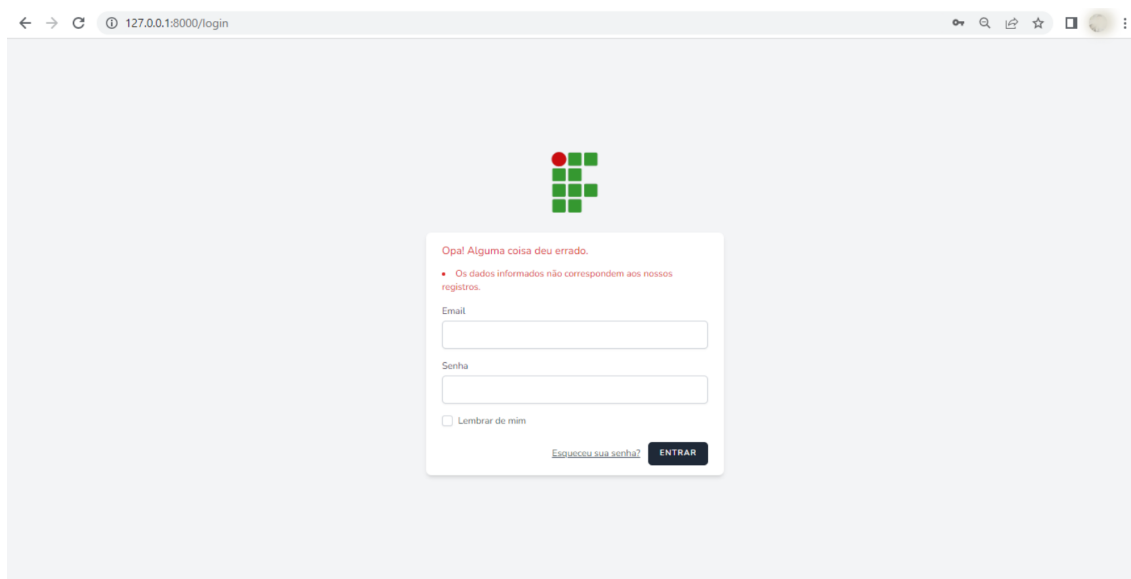 127.0.0.1:8000/login
Opa! Alguma coisa deu errado.
Os dados informados não correspondem aos nossos
registros.
Email
Senha
Lembrar de mim
Esqueceu sua senha? ENTRAR